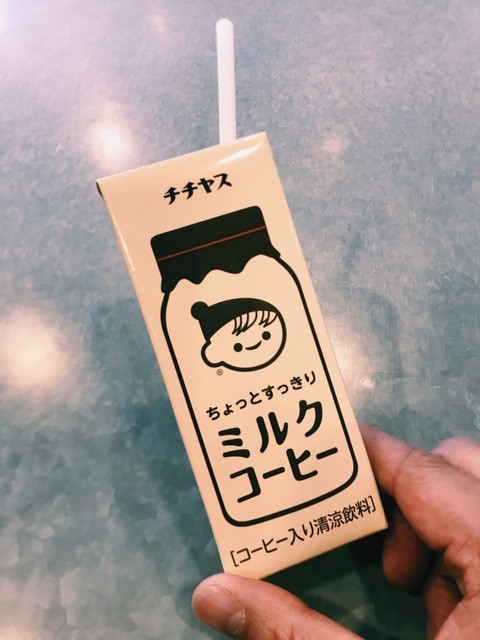 チチヤス
®
ちょっとすっきり
ミルク
コーヒー
[コーヒー入り清涼飲料]